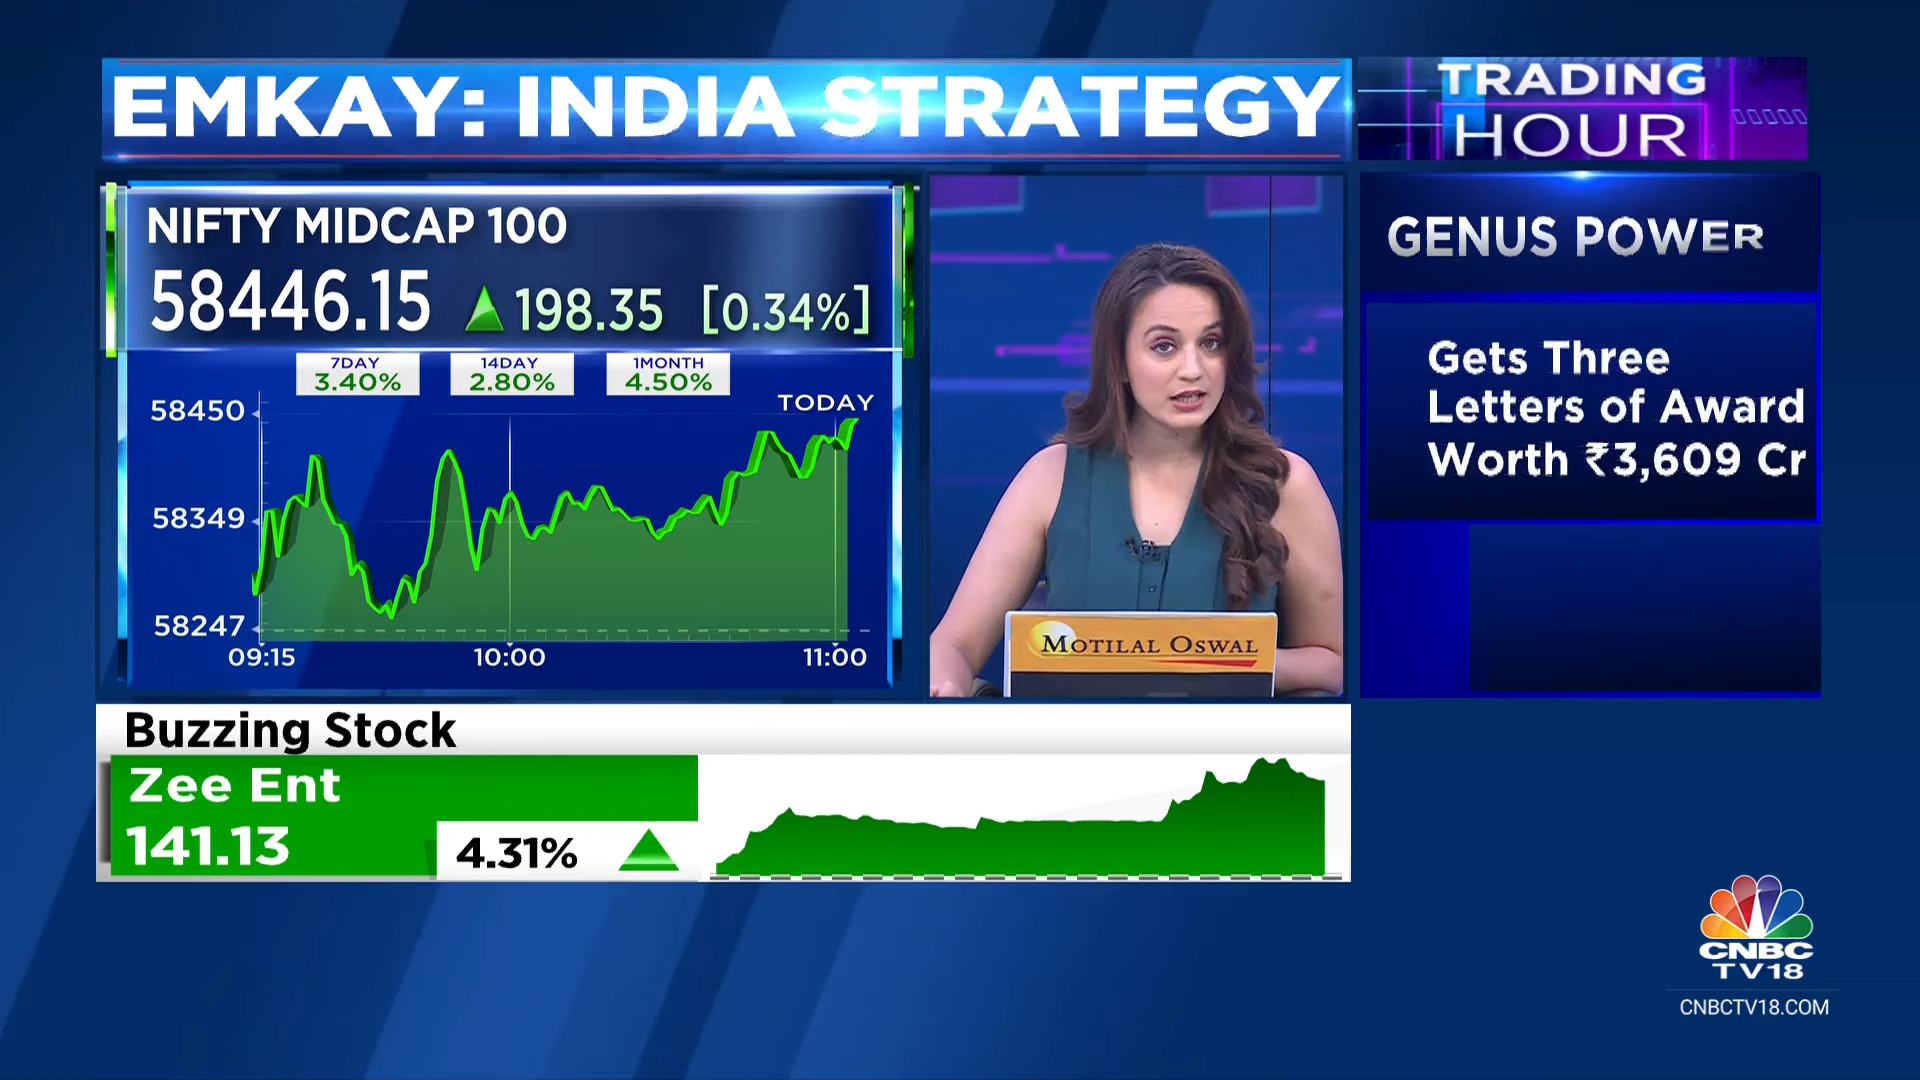 EMKAY: INDIA STRATEGY
TRADING
HOUR
NIFTY MIDCAP 100
58446.15 ▲ 198.35 [0.34%]
7DAY 14DAY 1MONTH
3.40% 2.80% 4.50%
TODAY
58450
58349
58247
09:15 10:00 11:00
MOTILAL OSWAL
GENUS POWER
Gets Three
Letters of Award
Worth ₹3,609 Cr
Buzzing Stock
Zee Ent
141.13
4.31% ▲
CNBC
TV18
CNBCTV18.COM